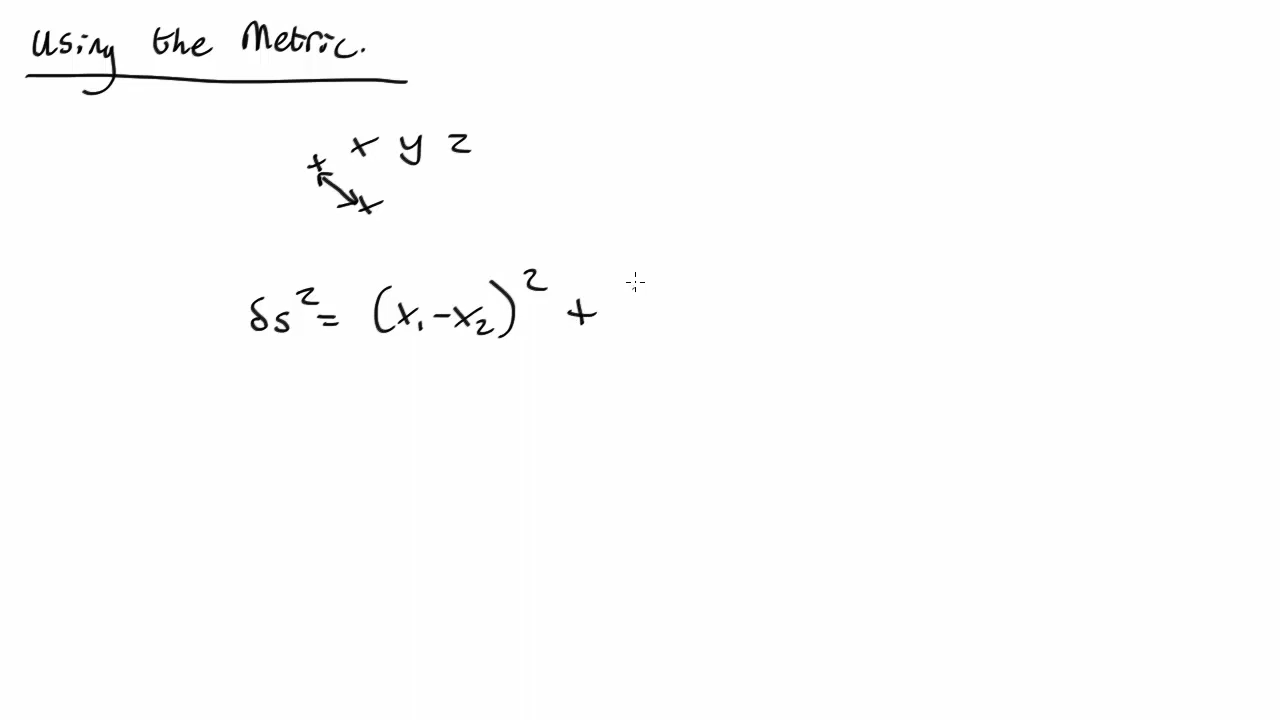 Using the Metric.
x y z
δs² = (x₁-x₂)² +